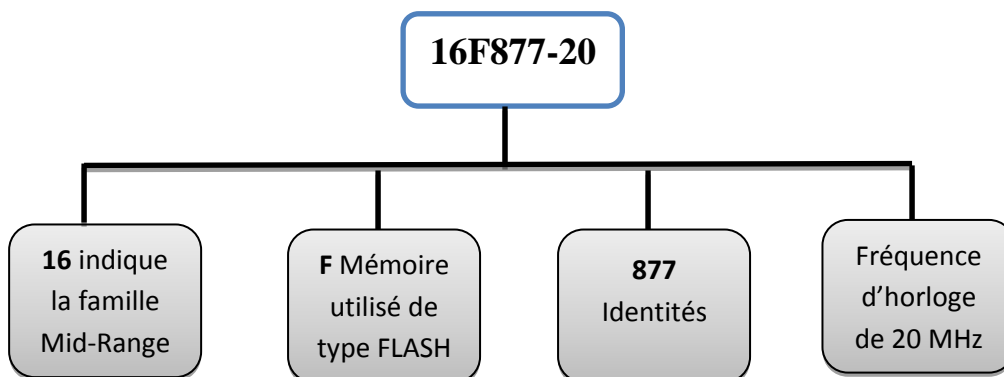 16F877-20
16 indique
la famille
Mid-Range
F Mémoire
utilisé de
type FLASH
877
Identités
Fréquence
d’horloge
de 20 MHz